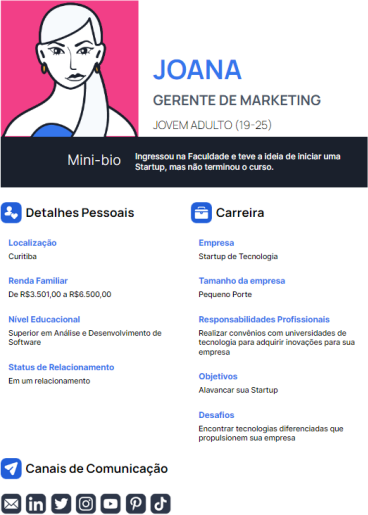 JOANA
GERENTE DE MARKETING
JOVEM ADULTO (19-25)
Mini-bio
Ingressou na Faculdade e teve a ideia de iniciar uma
Startup, mas não terminou o curso.
Detalhes Pessoais
Localização
Curitiba
Renda Familiar
De R$3.501,00 a R$6.500,00
Nível Educacional
Superior em Análise e Desenvolvimento de
Software
Status de Relacionamento
Em um relacionamento
Carreira
Empresa
Startup de Tecnologia
Tamanho da empresa
Pequeno Porte
Responsabilidades Profissionais
Realizar convênios com universidades de
tecnologia para adquirir inovações para sua
empresa
Objetivos
Alavancar sua Startup
Desafios
Encontrar tecnologias diferenciadas que
propulsionem sua empresa
Canais de Comunicação